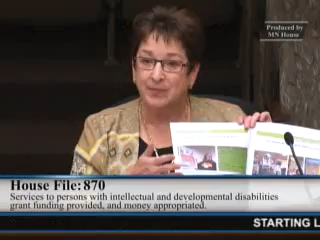 Produced by
MN House
House File: 870
Services to persons with intellectual and developmental disabilities
grant funding provided, and money appropriated.
STARTING L